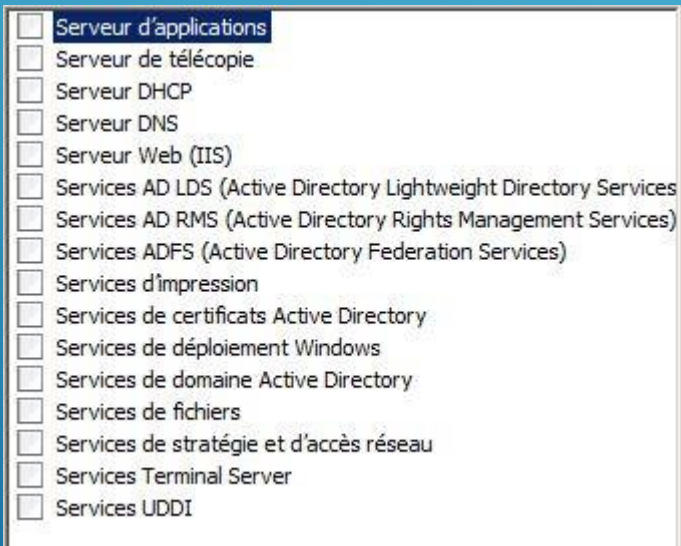 Serveur d'applications
Serveur de télécopie
Serveur DHCP
Serveur DNS
Serveur Web (IIS)
Services AD LDS (Active Directory Lightweight Directory Services
Services AD RMS (Active Directory Rights Management Services)
Services ADFS (Active Directory Federation Services)
Services d'impression
Services de certificats Active Directory
Services de déploiement Windows
Services de domaine Active Directory
Services de fichiers
Services de stratégie et d'accès réseau
Services Terminal Server
Services UDDI